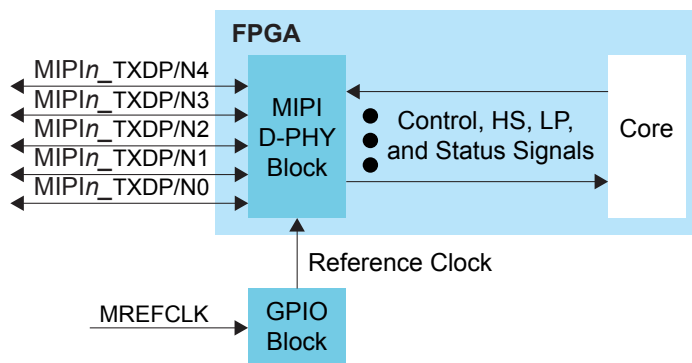 FPGA
MIPIn_TXDP/N4
MIPIn_TXDP/N3
MIPIn_TXDP/N2
MIPIn_TXDP/N1
MIPIn_TXDP/N0
MIPI
D-PHY
Block
Control, HS, LP,
and Status Signals
Core
Reference Clock
MREFCLK
GPIO
Block